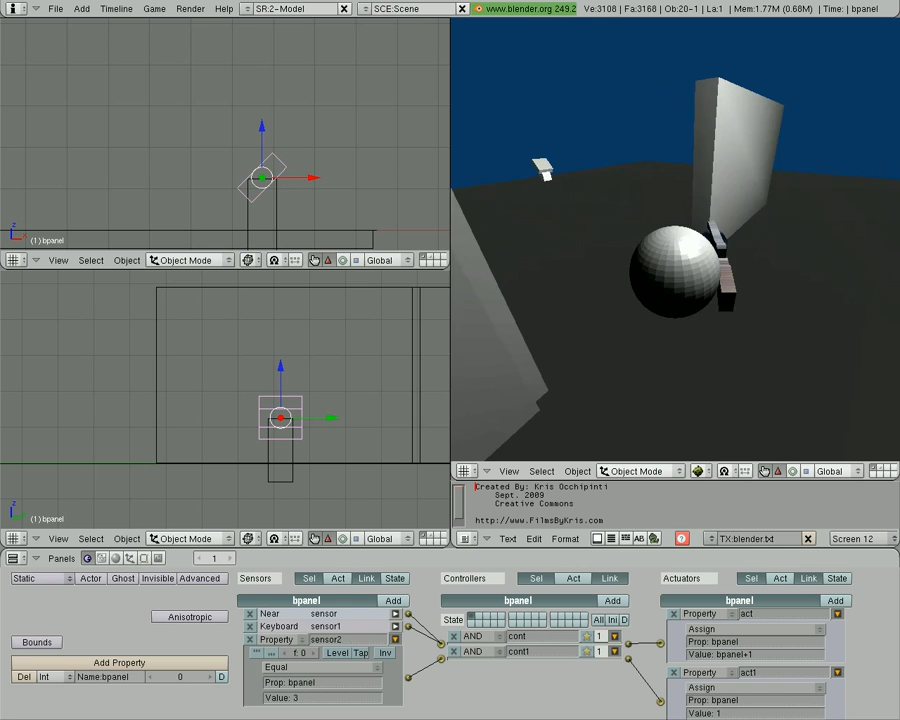 File Add Timeline Game Render Help SR:2-Model SCE:Scene www.blender.org 249.2 Ve:3108 | Fa:3168 | Ob:20-1 | La:1 | Mem:1.77M (0.68M) | Time: | bpanel
z
(1) bpanel
View Select Object Object Mode Global
z
(1) bpanel
View Select Object Object Mode Global
View Select Object Object Mode Global
Created By: Kris Occhipinti
Sept. 2009
Creative Commons
http://www.FilmsByKris.com
Text Edit Format AB TX:blender.txt Screen 12
Panels 1
Static Actor Ghost Invisible Advanced
Anisotropic
Bounds
Add Property
Del Int Name:bpanel 0 D
Sensors Sel Act Link State
bpanel Add
Near sensor
Keyboard sensor1
Property sensor2
f: 0 Level Tap Inv
Equal
Prop: bpanel
Value: 3
Controllers Sel Act Link
bpanel Add
State All Ini D
AND cont 1
AND cont1 1
Actuators Sel Act Link State
bpanel Add
Property act
Assign
Prop: bpanel
Value: bpanel+1
Property act1
Assign
Prop: bpanel
Value: 1